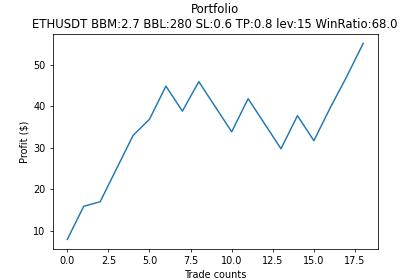 Portfolio
ETHUSDT BBM:2.7 BBL:280 SL:0.6 TP:0.8 lev:15 WinRatio:68.0
Profit ($)
50
40
30
20
10
0.0 2.5 5.0 7.5 10.0 12.5 15.0 17.5
Trade counts